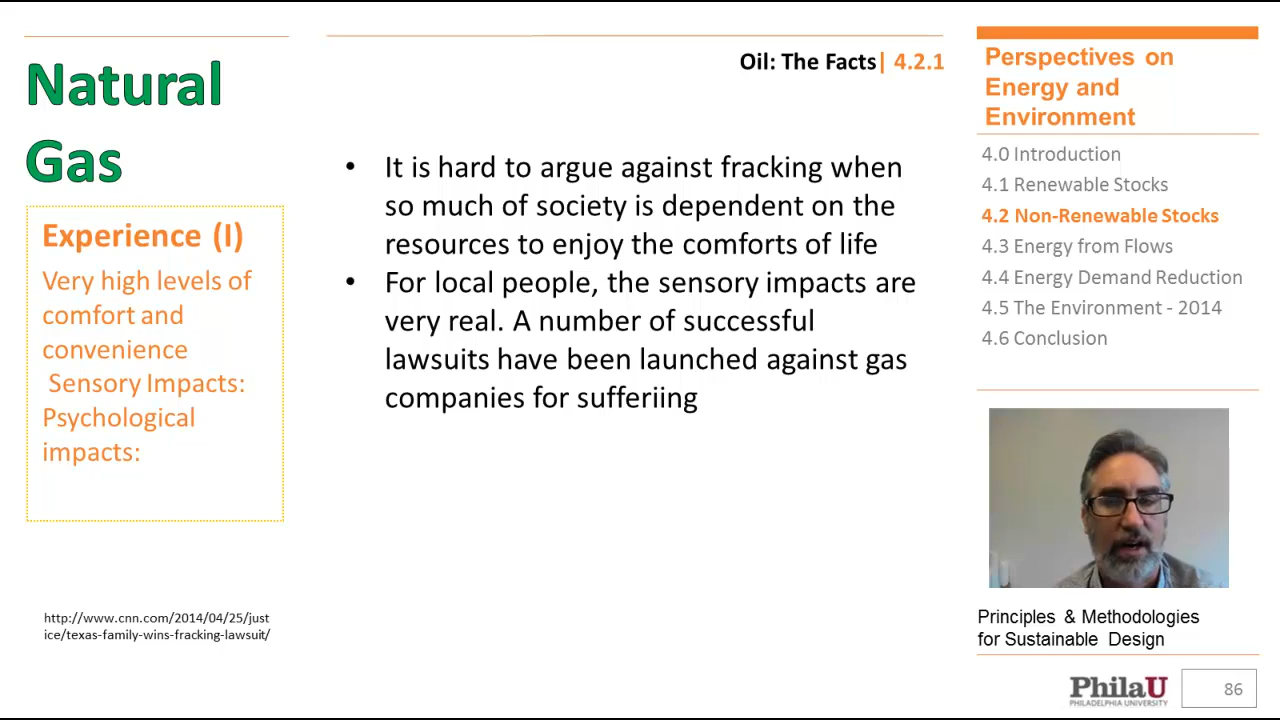 Natural
Gas
Experience (I)
Very high levels of
comfort and
convenience
Sensory Impacts:
Psychological
impacts:
http://www.cnn.com/2014/04/25/just
ice/texas-family-wins-fracking-lawsuit/
Oil: The Facts| 4.2.1
• It is hard to argue against fracking when
so much of society is dependent on the
resources to enjoy the comforts of life
• For local people, the sensory impacts are
very real. A number of successful
lawsuits have been launched against gas
companies for sufferiing
Perspectives on
Energy and
Environment
4.0 Introduction
4.1 Renewable Stocks
4.2 Non-Renewable Stocks
4.3 Energy from Flows
4.4 Energy Demand Reduction
4.5 The Environment - 2014
4.6 Conclusion
Principles & Methodologies
for Sustainable Design
PhilaU
PHILADELPHIA UNIVERSITY
86